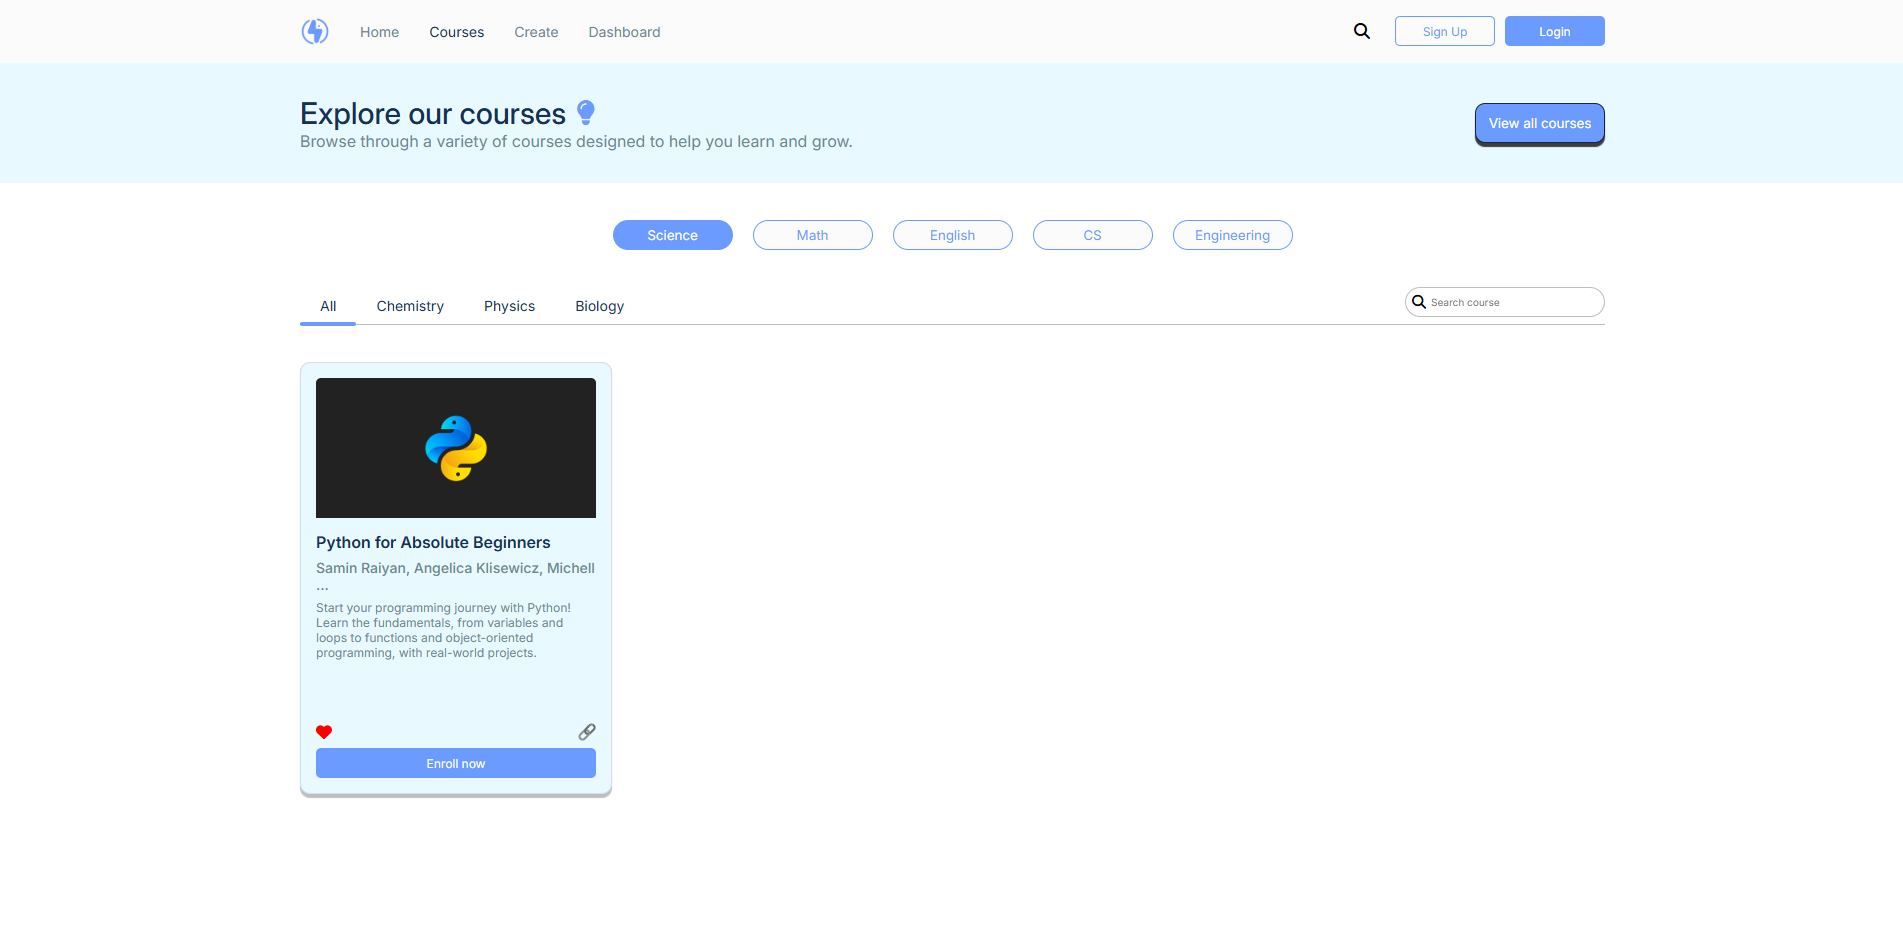 Home Courses Create Dashboard Sign Up Login
Explore our courses
Browse through a variety of courses designed to help you learn and grow.
View all courses
Science Math English CS Engineering
All Chemistry Physics Biology Search course
Python for Absolute Beginners
Samin Raiyan, Angelica Klisewicz, Michell
...
Start your programming journey with Python!
Learn the fundamentals, from variables and
loops to functions and object-oriented
programming, with real-world projects.
Enroll now